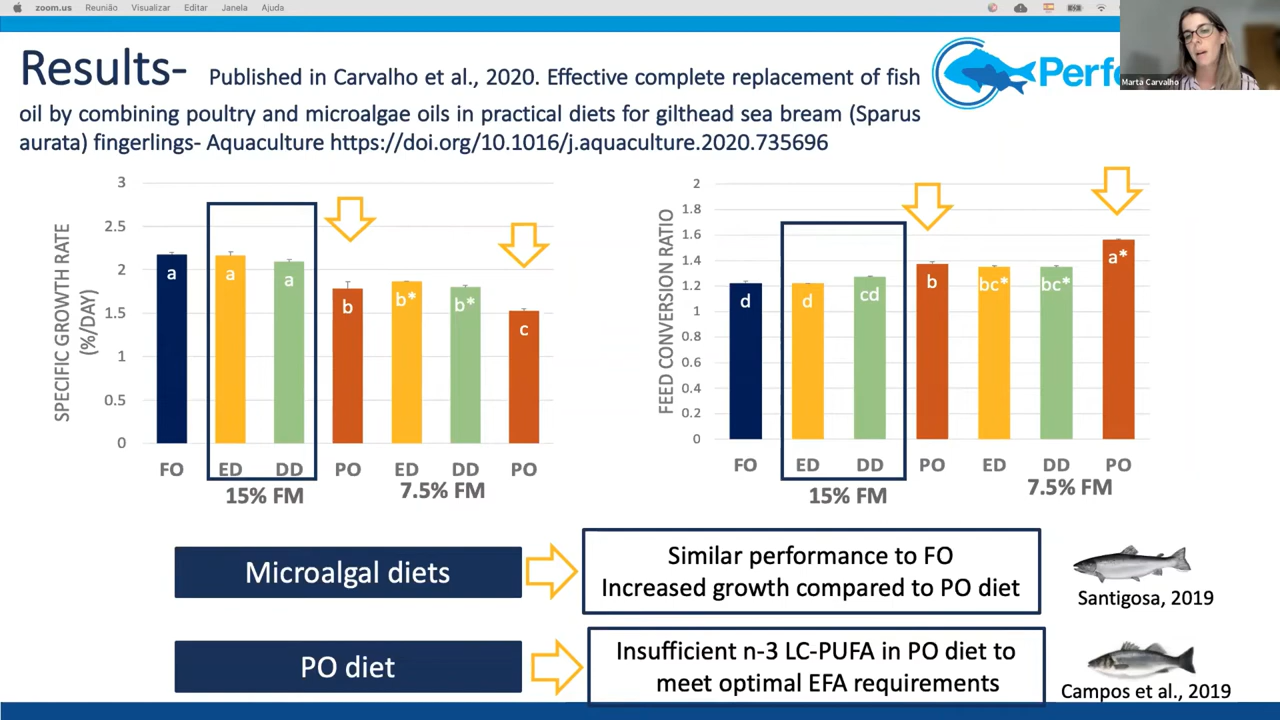 zoom.us Reunião Visualizar Editar Janela Ajuda
Marta Carvalho
Results- Published in Carvalho et al., 2020. Effective complete replacement of fish
oil by combining poultry and microalgae oils in practical diets for gilthead sea bream (Sparus
aurata) fingerlings- Aquaculture https://doi.org/10.1016/j.aquaculture.2020.735696
SPECIFIC GROWTH RATE
(%/DAY)
3
2.5
2
1.5
1
0.5
0
a a a b b* b* c
FO ED DD PO ED DD PO
15% FM 7.5% FM
FEED CONVERSION RATIO
2
1.8
1.6
1.4
1.2
1
0.8
0.6
0.4
0.2
0
d d cd b bc* bc* a*
FO ED DD PO ED DD PO
15% FM 7.5% FM
Microalgal diets
Similar performance to FO
Increased growth compared to PO diet
Santigosa, 2019
PO diet
Insufficient n-3 LC-PUFA in PO diet to
meet optimal EFA requirements
Campos et al., 2019